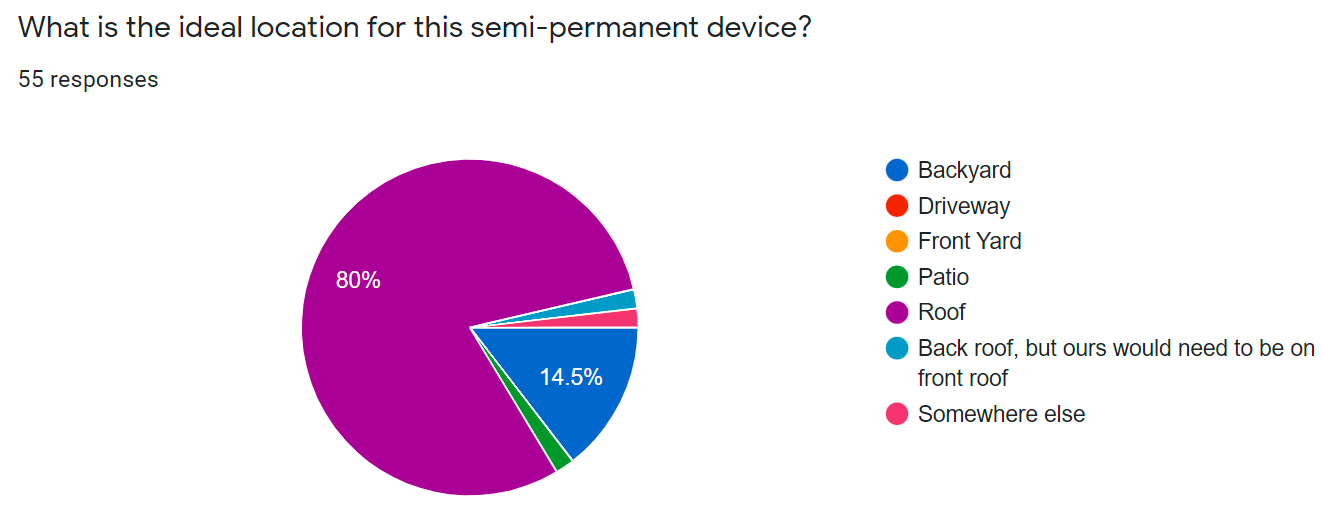 What is the ideal location for this semi-permanent device?
55 responses
80%
14.5%
Backyard
Driveway
Front Yard
Patio
Roof
Back roof, but ours would need to be on
front roof
Somewhere else